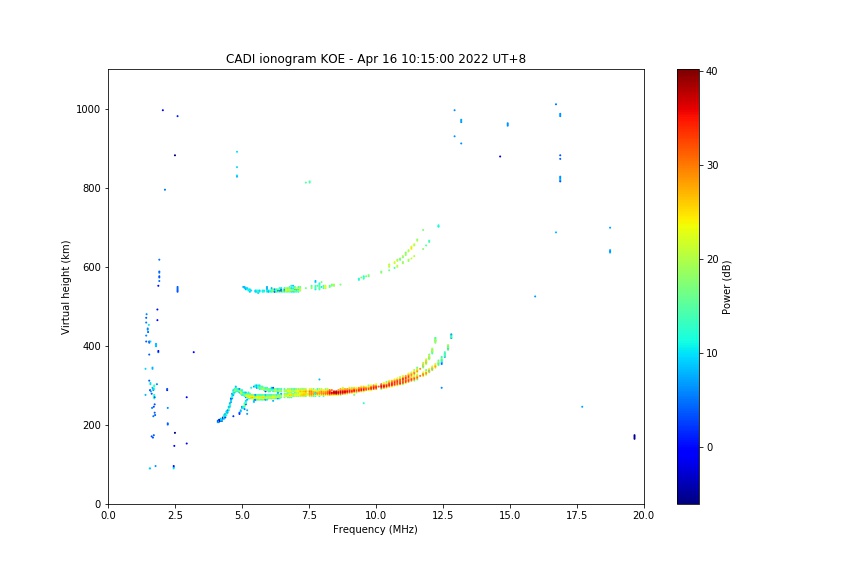 CADI ionogram KOE - Apr 16 10:15:00 2022 UT+8
Virtual height (km)
1000
800
600
400
200
0
0.0 2.5 5.0 7.5 10.0 12.5 15.0 17.5 20.0
Frequency (MHz)
40
30
20
10
0
Power (dB)